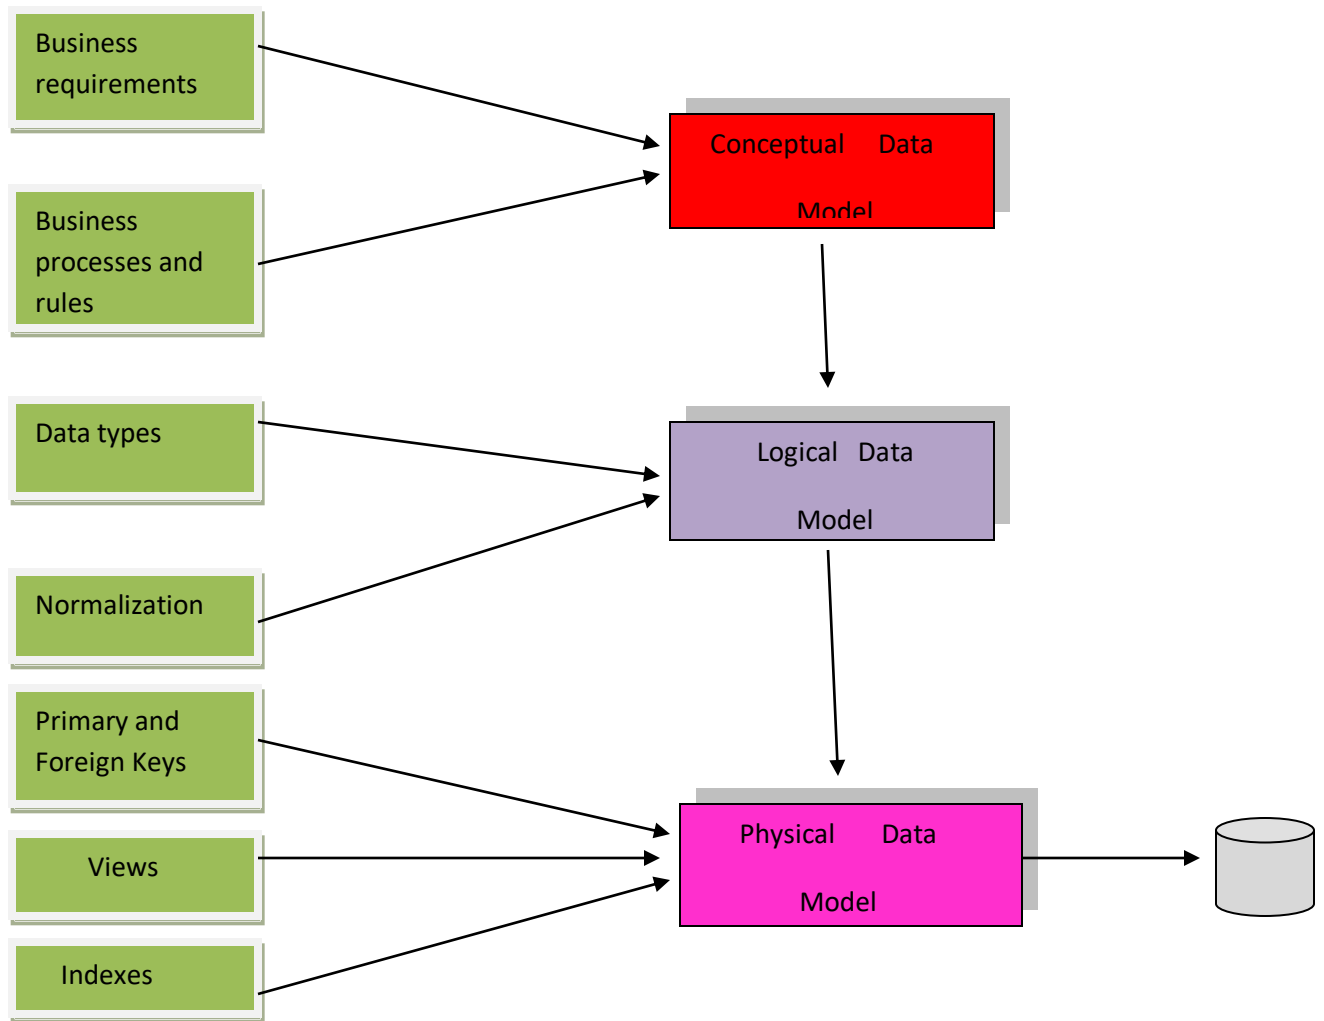 Business
requirements
Conceptual Data
Model
Business
processes and
rules
Data types
Logical Data
Model
Normalization
Primary and
Foreign Keys
Physical Data
Model
Views
Indexes